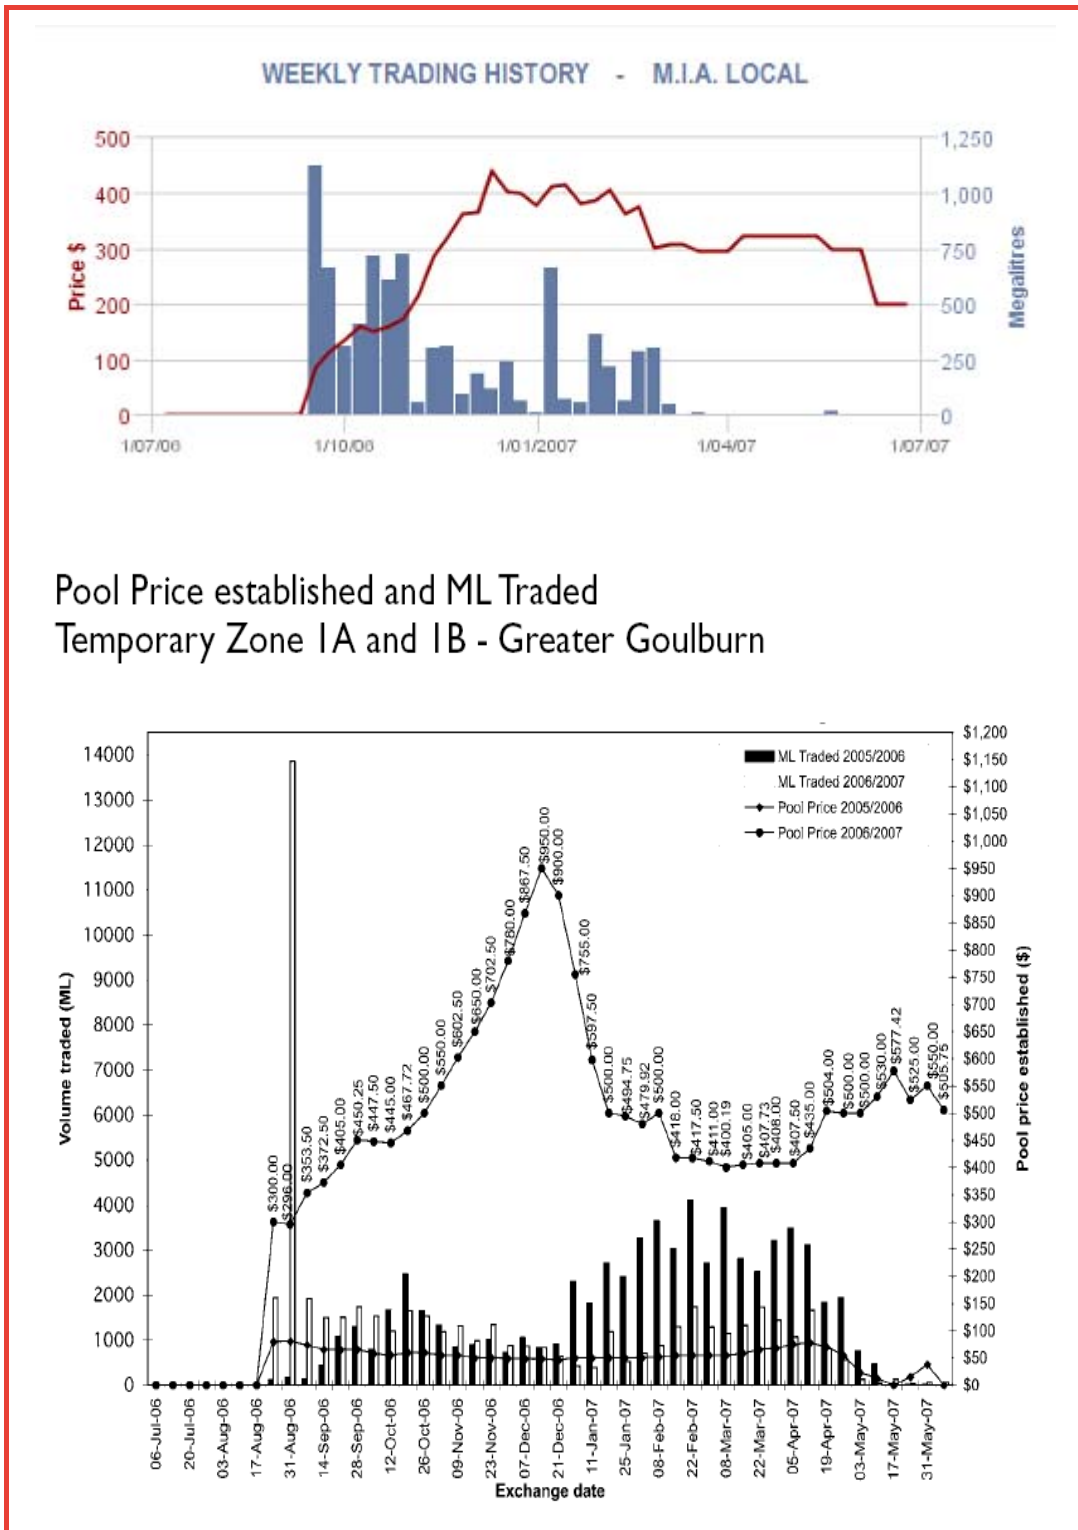 WEEKLY TRADING HISTORY - M.I.A. LOCAL
500
400
300
200
100
0
Price $
1,250
1,000
750
500
250
0
Megalitres
1/07/06
1/10/06
1/01/2007
1/04/07
1/07/07
Pool Price established and ML Traded
Temporary Zone 1A and 1B - Greater Goulburn
14000
13000
12000
11000
10000
9000
8000
7000
6000
5000
4000
3000
2000
1000
0
Volume traded (ML)
ML Traded 2005/2006
ML Traded 2006/2007
Pool Price 2005/2006
Pool Price 2006/2007
$300.00
$296.00
$353.50
$372.50
$405.00
$450.25
$447.50
$445.00
$467.72
$500.00
$550.00
$602.50
$650.00
$702.50
$780.00
$867.50
$950.00
$900.00
$755.00
$597.50
$500.00
$494.75
$479.92
$500.00
$418.00
$417.50
$411.00
$400.19
$405.00
$407.73
$408.00
$407.50
$435.00
$504.00
$500.00
$500.00
$530.00
$577.42
$525.00
$550.00
$505.75
$1,200
$1,150
$1,100
$1,050
$1,000
$950
$900
$850
$800
$750
$700
$650
$600
$550
$500
$450
$400
$350
$300
$250
$200
$150
$100
$50
$0
Pool price established ($)
06-Jul-06
20-Jul-06
03-Aug-06
17-Aug-06
31-Aug-06
14-Sep-06
28-Sep-06
12-Oct-06
26-Oct-06
09-Nov-06
23-Nov-06
07-Dec-06
21-Dec-06
11-Jan-07
25-Jan-07
08-Feb-07
22-Feb-07
08-Mar-07
22-Mar-07
05-Apr-07
19-Apr-07
03-May-07
17-May-07
31-May-07
Exchange date